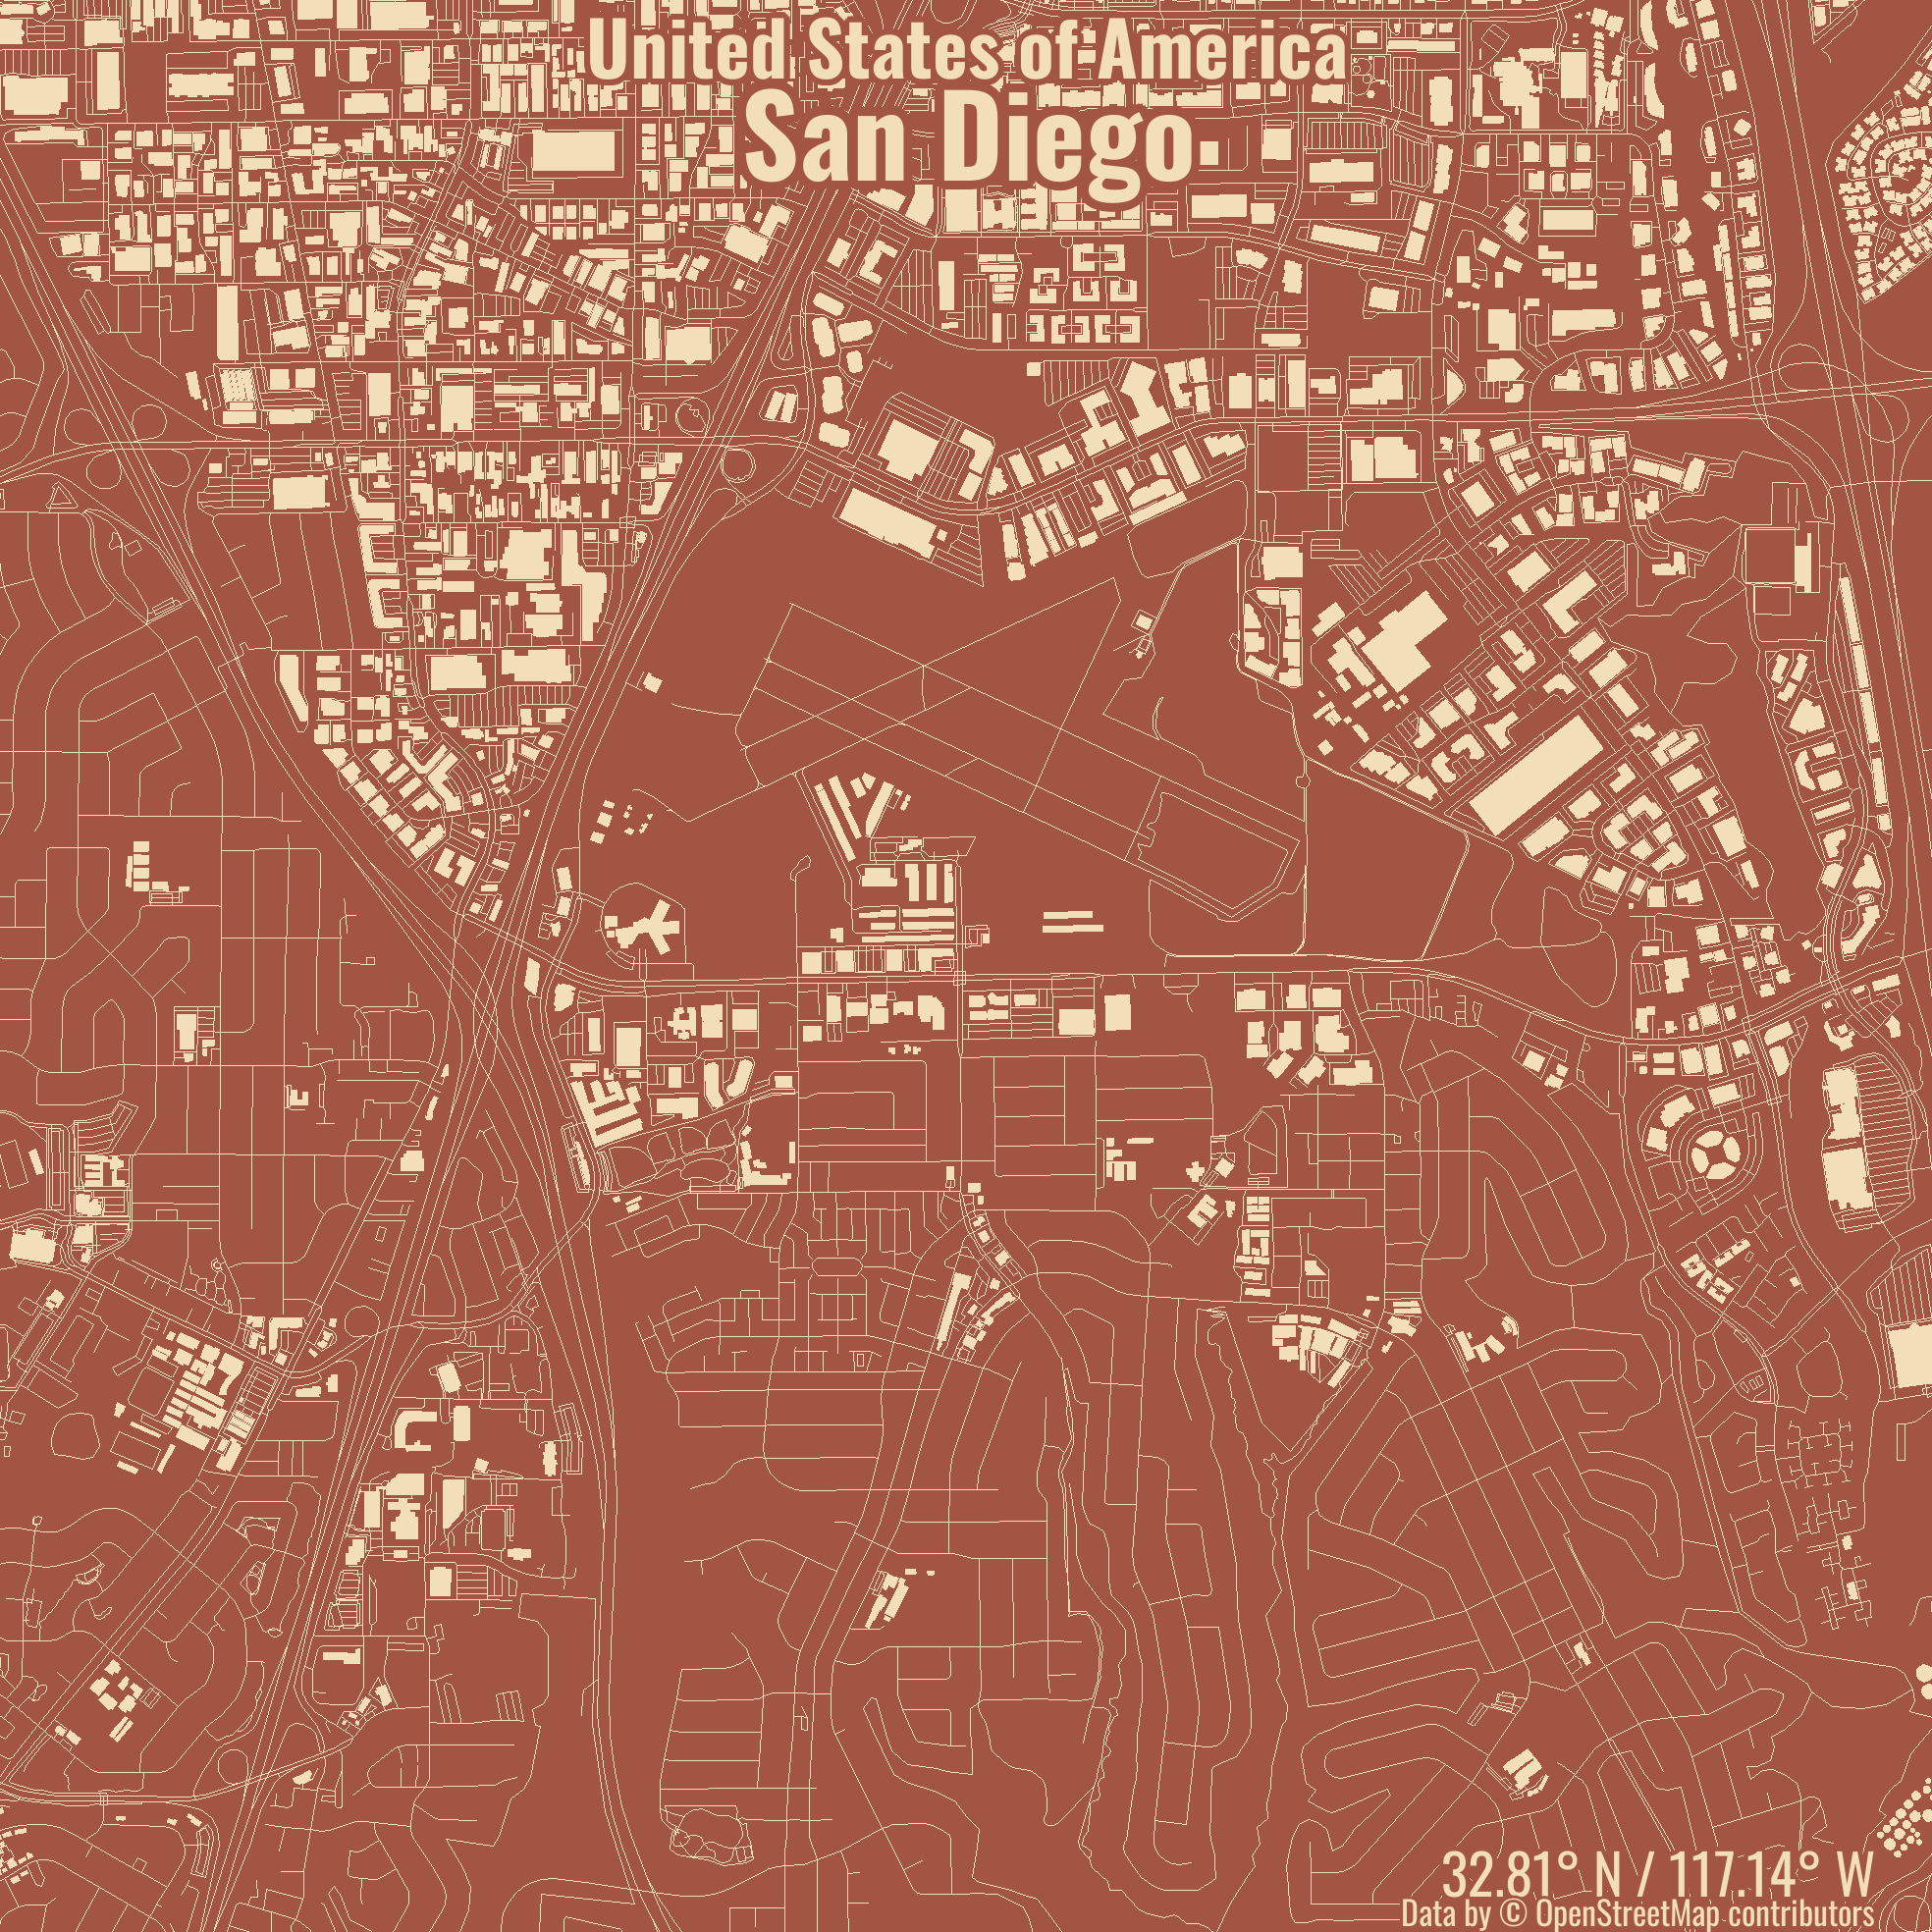 United States of America
San Diego
32.81° N / 117.14° W
Data by © OpenStreetMap contributors